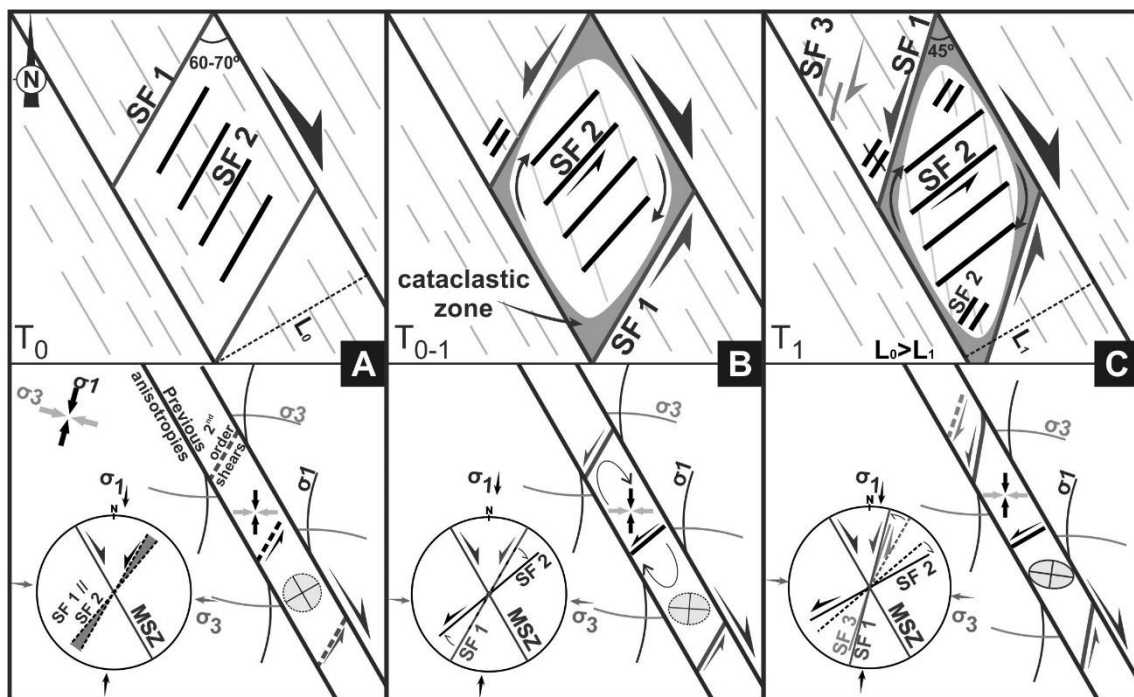 60-70º
SF 1
SF 2
N
L₀
T₀
A
SF 2
cataclastic
zone
SF 1
T₀₋₁
B
SF 3
SF 1
45º
SF 2
SF 2
L₁
T₁
L₀>L₁
C
σ1
σ3
Previous
anisotropies
2nd
order
shears
σ3
σ1
σ₁
N
SF 1 //
SF 2
MSZ
σ₃
σ3
σ1
σ₁
N
SF 2
SF 1
MSZ
σ₃
σ3
σ1
σ₁
N
SF 2
SF 3
SF 1
MSZ
σ₃